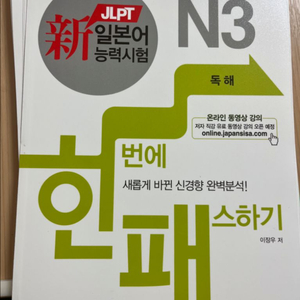 JLPT
新 일본어
능력시험
N3
독해
온라인 동영상 강의
저자 직강 유료 동영상 강의 오픈 예정
online.japansisa.com
한번에
새롭게 바뀐 신경향 완벽분석!
패스하기
이장우 저